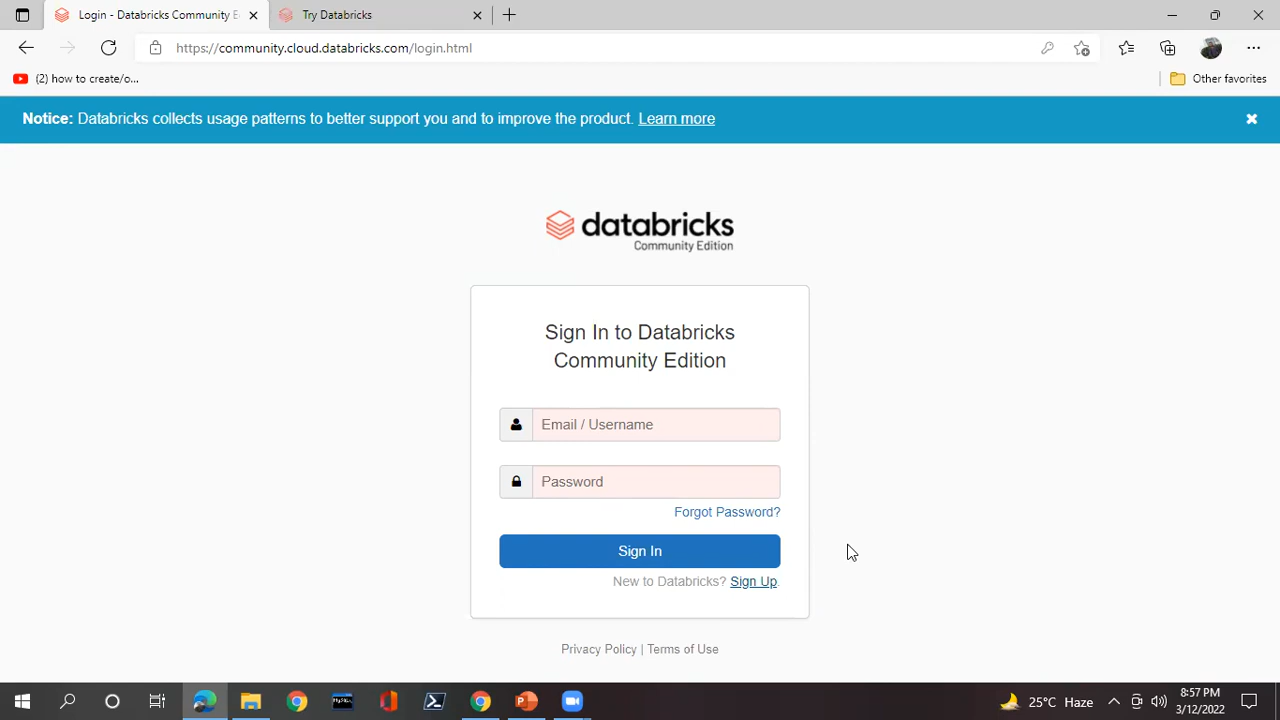 Login - Databricks Community E
Try Databricks
https://community.cloud.databricks.com/login.html
(2) how to create/o...
Other favorites
Notice: Databricks collects usage patterns to better support you and to improve the product. Learn more
databricks
Community Edition
Sign In to Databricks
Community Edition
Email / Username
Password
Forgot Password?
Sign In
New to Databricks? Sign Up.
Privacy Policy | Terms of Use
25°C Haze
8:57 PM
3/12/2022